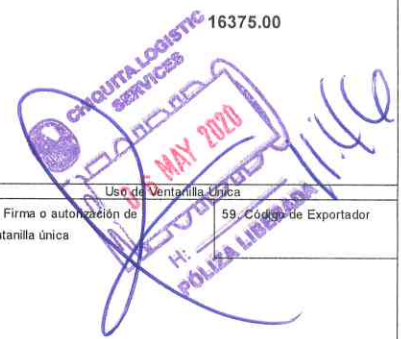 16375.00
CHIQUITA LOGISTIC
SERVICES
MAY 2020
H:
POLIZA LIBERADA
Uso de Ventanilla Única
Firma o autorización de
ntanilla única
59. Código de Exportador